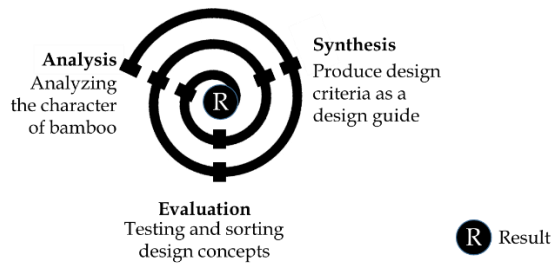 Analysis
Analyzing
the character
of bamboo
Synthesis
Produce design
criteria as a
design guide
R
Evaluation
Testing and sorting
design concepts
R Result